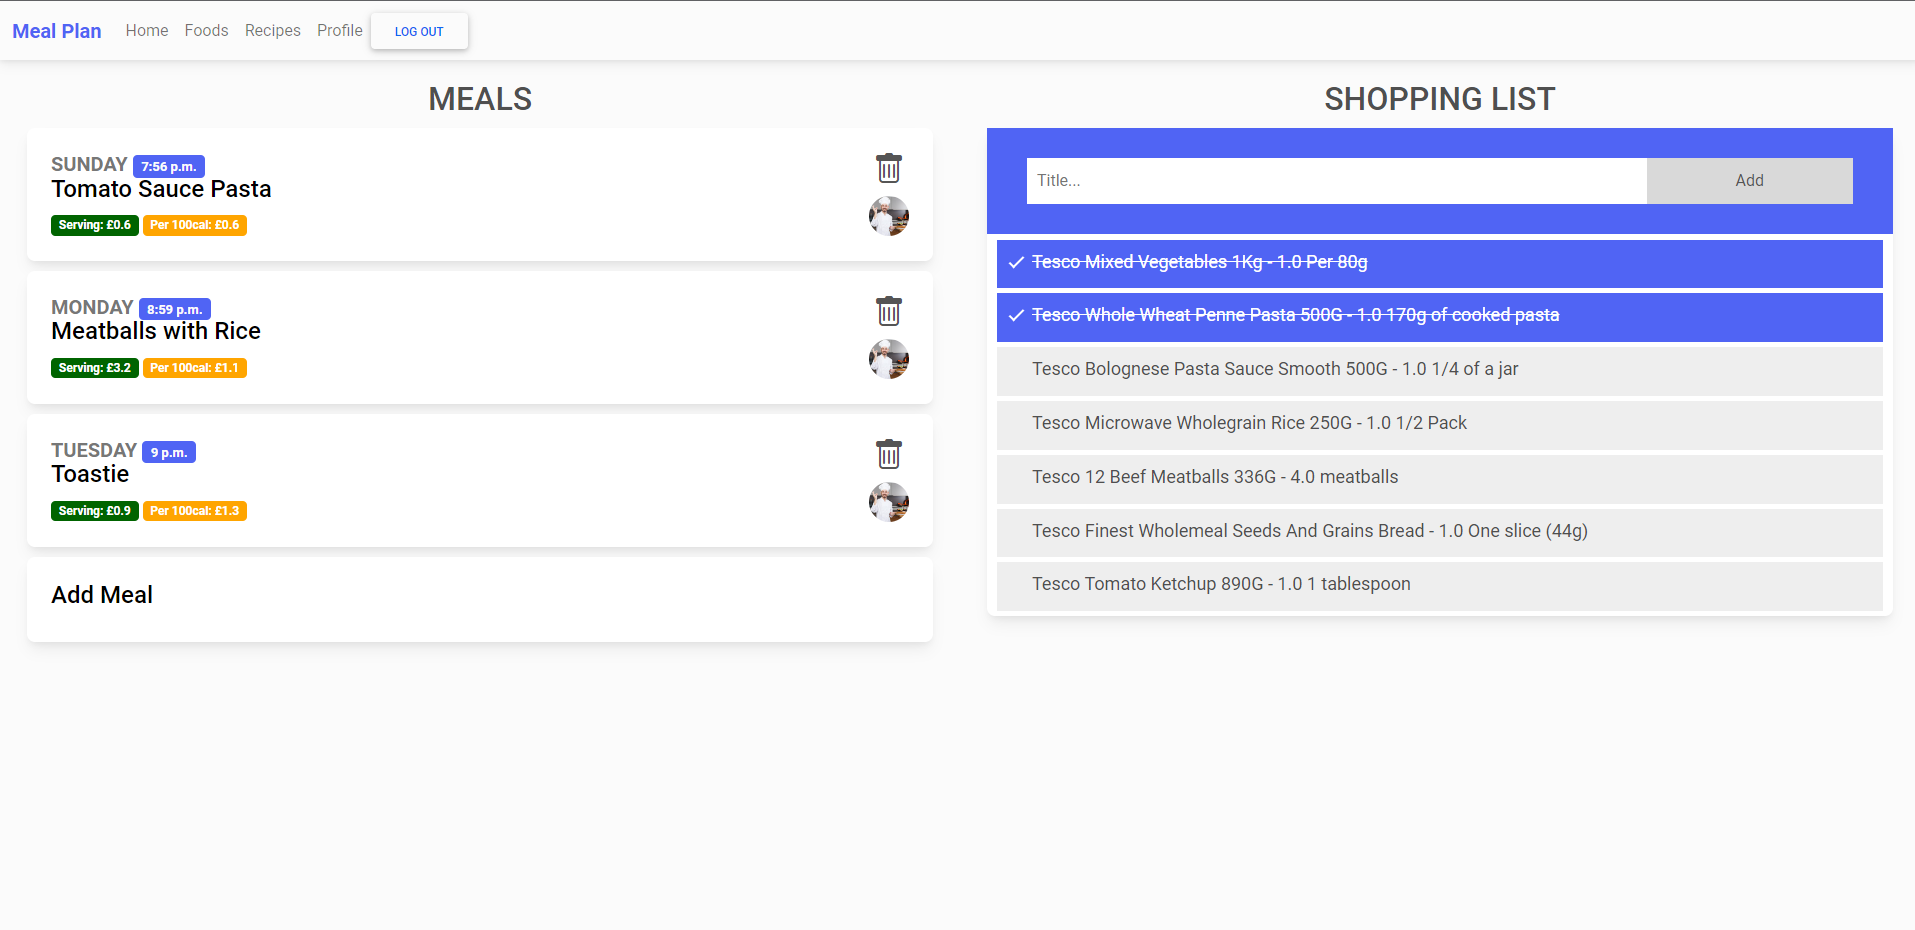 Meal Plan Home Foods Recipes Profile LOG OUT
MEALS
SUNDAY 7:56 p.m.
Tomato Sauce Pasta
Serving: £0.6 Per 100cal: £0.6
MONDAY 8:59 p.m.
Meatballs with Rice
Serving: £3.2 Per 100cal: £1.1
TUESDAY 9 p.m.
Toastie
Serving: £0.9 Per 100cal: £1.3
Add Meal
SHOPPING LIST
Title... Add
Tesco Mixed Vegetables 1Kg - 1.0 Per 80g
Tesco Whole Wheat Penne Pasta 500G - 1.0 170g of cooked pasta
Tesco Bolognese Pasta Sauce Smooth 500G - 1.0 1/4 of a jar
Tesco Microwave Wholegrain Rice 250G - 1.0 1/2 Pack
Tesco 12 Beef Meatballs 336G - 4.0 meatballs
Tesco Finest Wholemeal Seeds And Grains Bread - 1.0 One slice (44g)
Tesco Tomato Ketchup 890G - 1.0 1 tablespoon